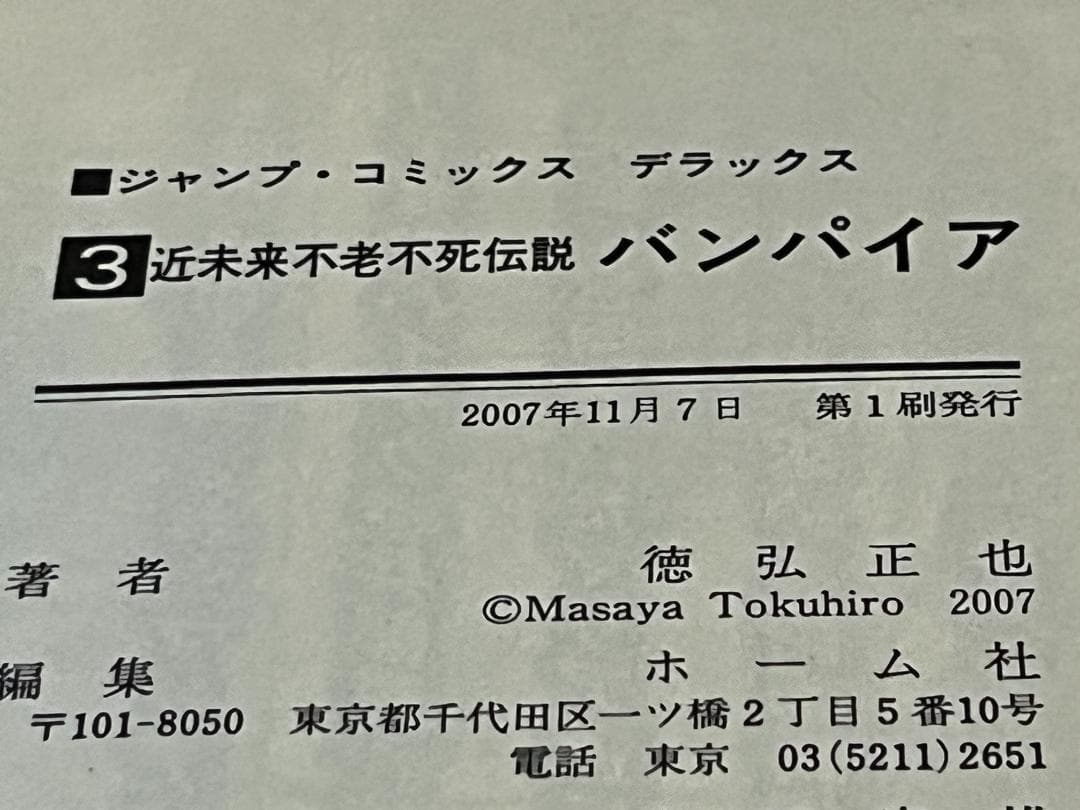 ■ジャンプ・コミックス デラックス
3近未来不老不死伝説 バンパイア
2007年11月7日 第1刷発行
著者 徳弘正也
©Masaya Tokuhiro 2007
編集 ホーム社
〒101-8050 東京都千代田区一ツ橋2丁目5番10号
電話 東京 03(5211)2651